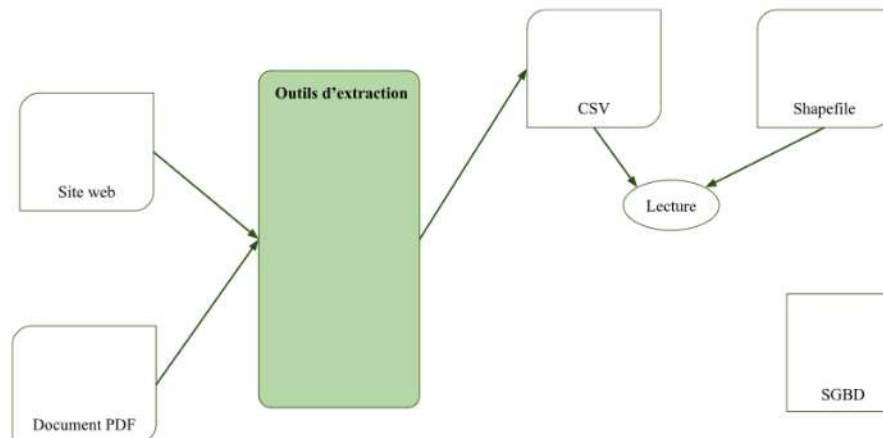 Outils d'extraction
CSV
Shapefile
Site web
Lecture
SGBD
Document PDF